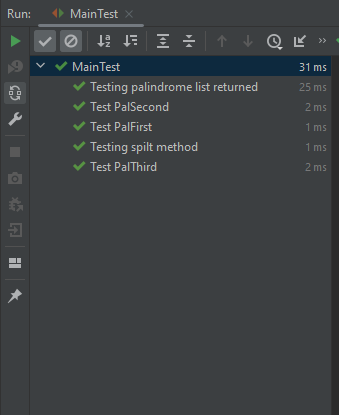 Run: MainTest
MainTest 31 ms
Testing palindrome list returned 25 ms
Test PalSecond 2 ms
Test PalFirst 1 ms
Testing spilt method 1 ms
Test PalThird 2 ms